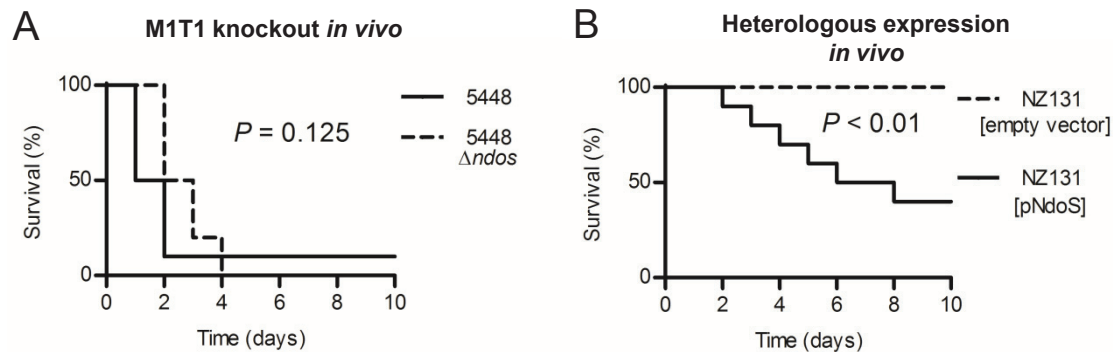 A
M1T1 knockout in vivo
Survival (%)
100
50
0
0 2 4 6 8 10
Time (days)
P = 0.125
5448
5448
Δndos
B
Heterologous expression
in vivo
Survival (%)
100
50
0
0 2 4 6 8 10
Time (days)
P < 0.01
NZ131
[empty vector]
NZ131
[pNdoS]